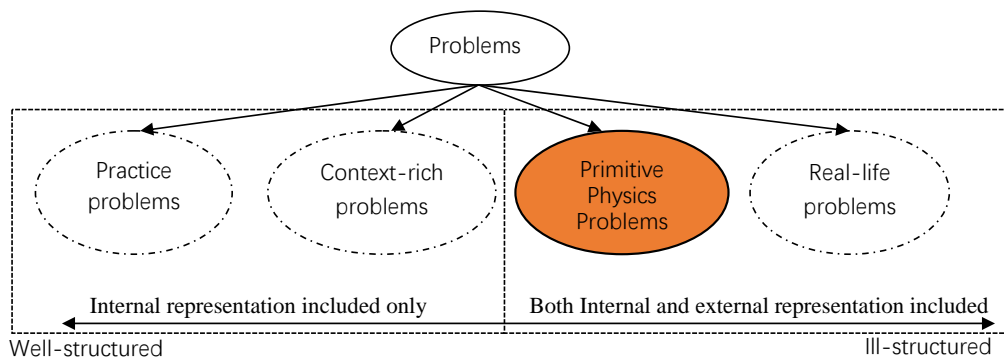 Problems
Practice
problems
Context-rich
problems
Primitive
Physics
Problems
Real-life
problems
Internal representation included only
Both Internal and external representation included
Well-structured
Ill-structured